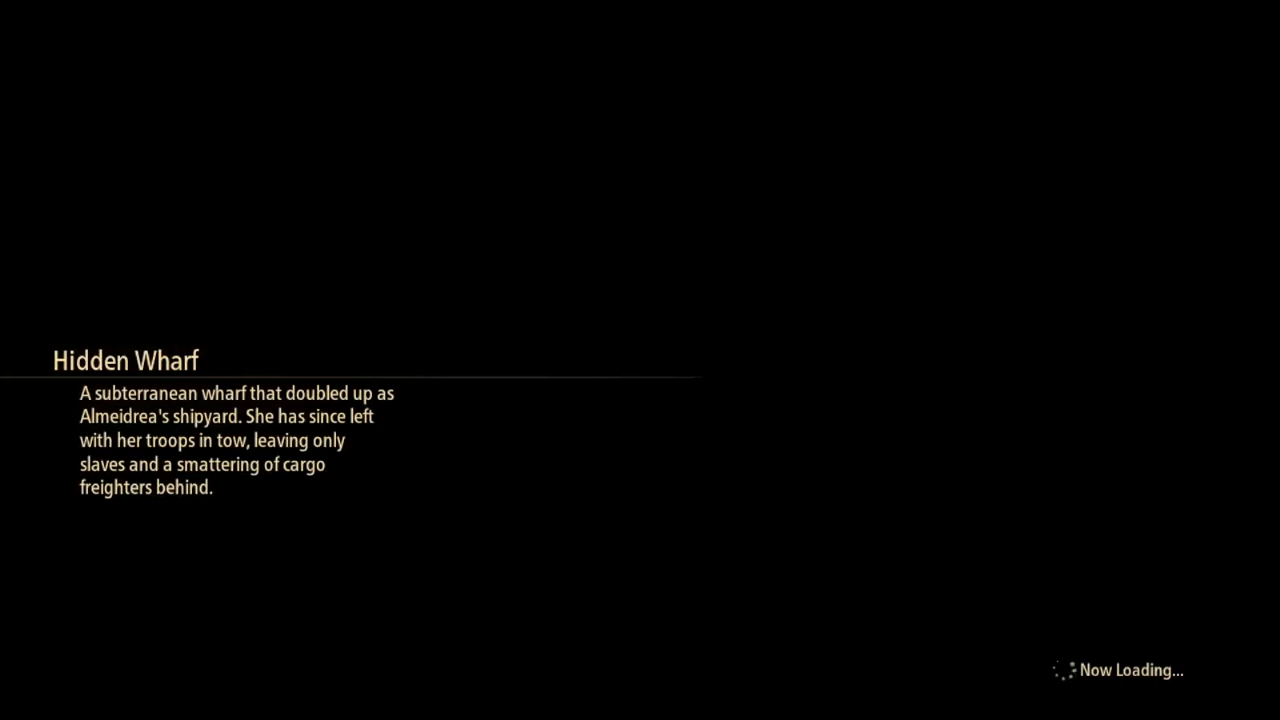 Hidden Wharf
A subterranean wharf that doubled up as
Almeidrea's shipyard. She has since left
with her troops in tow, leaving only
slaves and a smattering of cargo
freighters behind.
Now Loading...